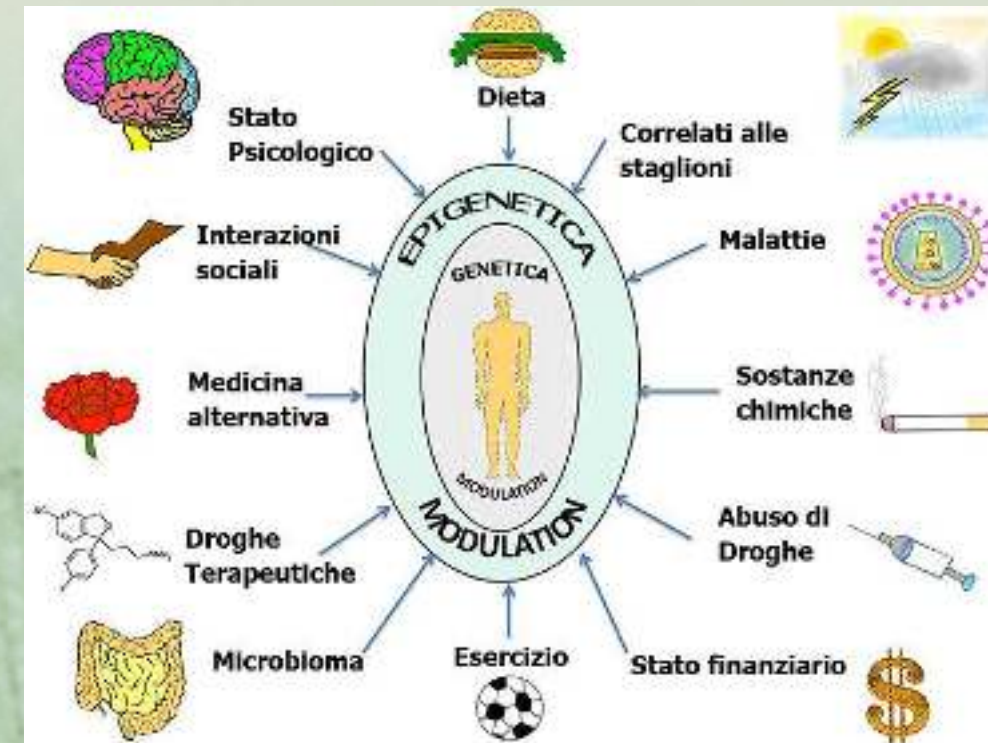 Dieta
Stato
Psicologico
Correlati alle
staglioni
Interazioni
sociali
Malattie
EPIGENETICA
GENETICA
MODULATION
MODULATION
Medicina
alternativa
Sostanze
chimiche
Droghe
Terapeutiche
Abuso di
Droghe
Microbioma
Esercizio
Stato finanziario
$